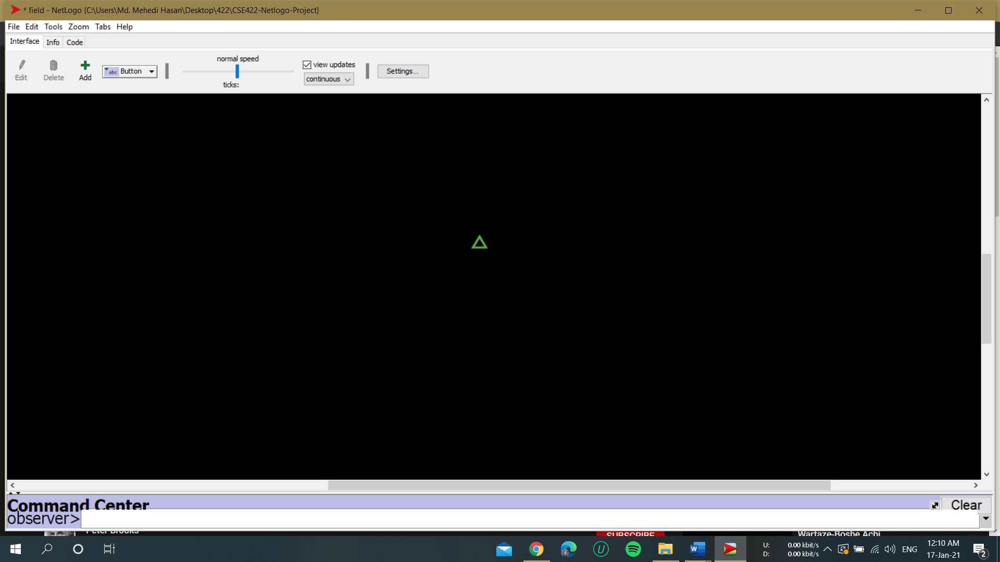 * field - NetLogo {C:\Users\Md. Mehedi Hasan\Desktop\422\CSE422-Netlogo-Project}
File Edit Tools Zoom Tabs Help
Interface Info Code
normal speed
view updates
Edit Delete Add abc Button
continuous
Settings...
ticks:
Command Center
Clear
observer>
Peter Brooks
SUBSCRIBE
Wartaze-Boshe Achi
U: 0.00 kbit/s
D: 0.00 kbit/s
ENG
12:10 AM
17-Jan-21
2